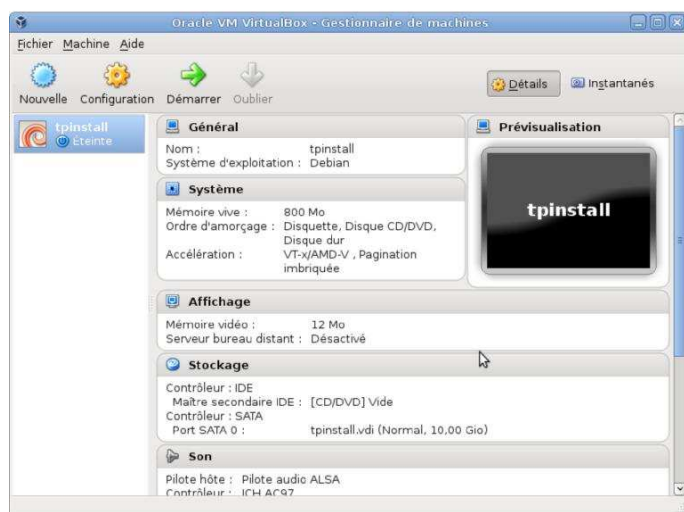 Oracle VM VirtualBox - Gestionnaire de machines
Fichier Machine Aide
Nouvelle Configuration Démarrer Oublier
Détails Instantanés
tpinstall
Éteinte
Général
Nom : tpinstall
Système d'exploitation : Debian
Prévisualisation
tpinstall
Système
Mémoire vive : 800 Mo
Ordre d'amorçage : Disquette, Disque CD/DVD,
Disque dur
Accélération : VT-x/AMD-V , Pagination
imbriquée
Affichage
Mémoire vidéo : 12 Mo
Serveur bureau distant : Désactivé
Stockage
Contrôleur : IDE
Maître secondaire IDE : [CD/DVD] Vide
Contrôleur : SATA
Port SATA 0 : tpinstall.vdi (Normal, 10,00 Gio)
Son
Pilote hôte : Pilote audio ALSA
Contrôleur : ICH AC97